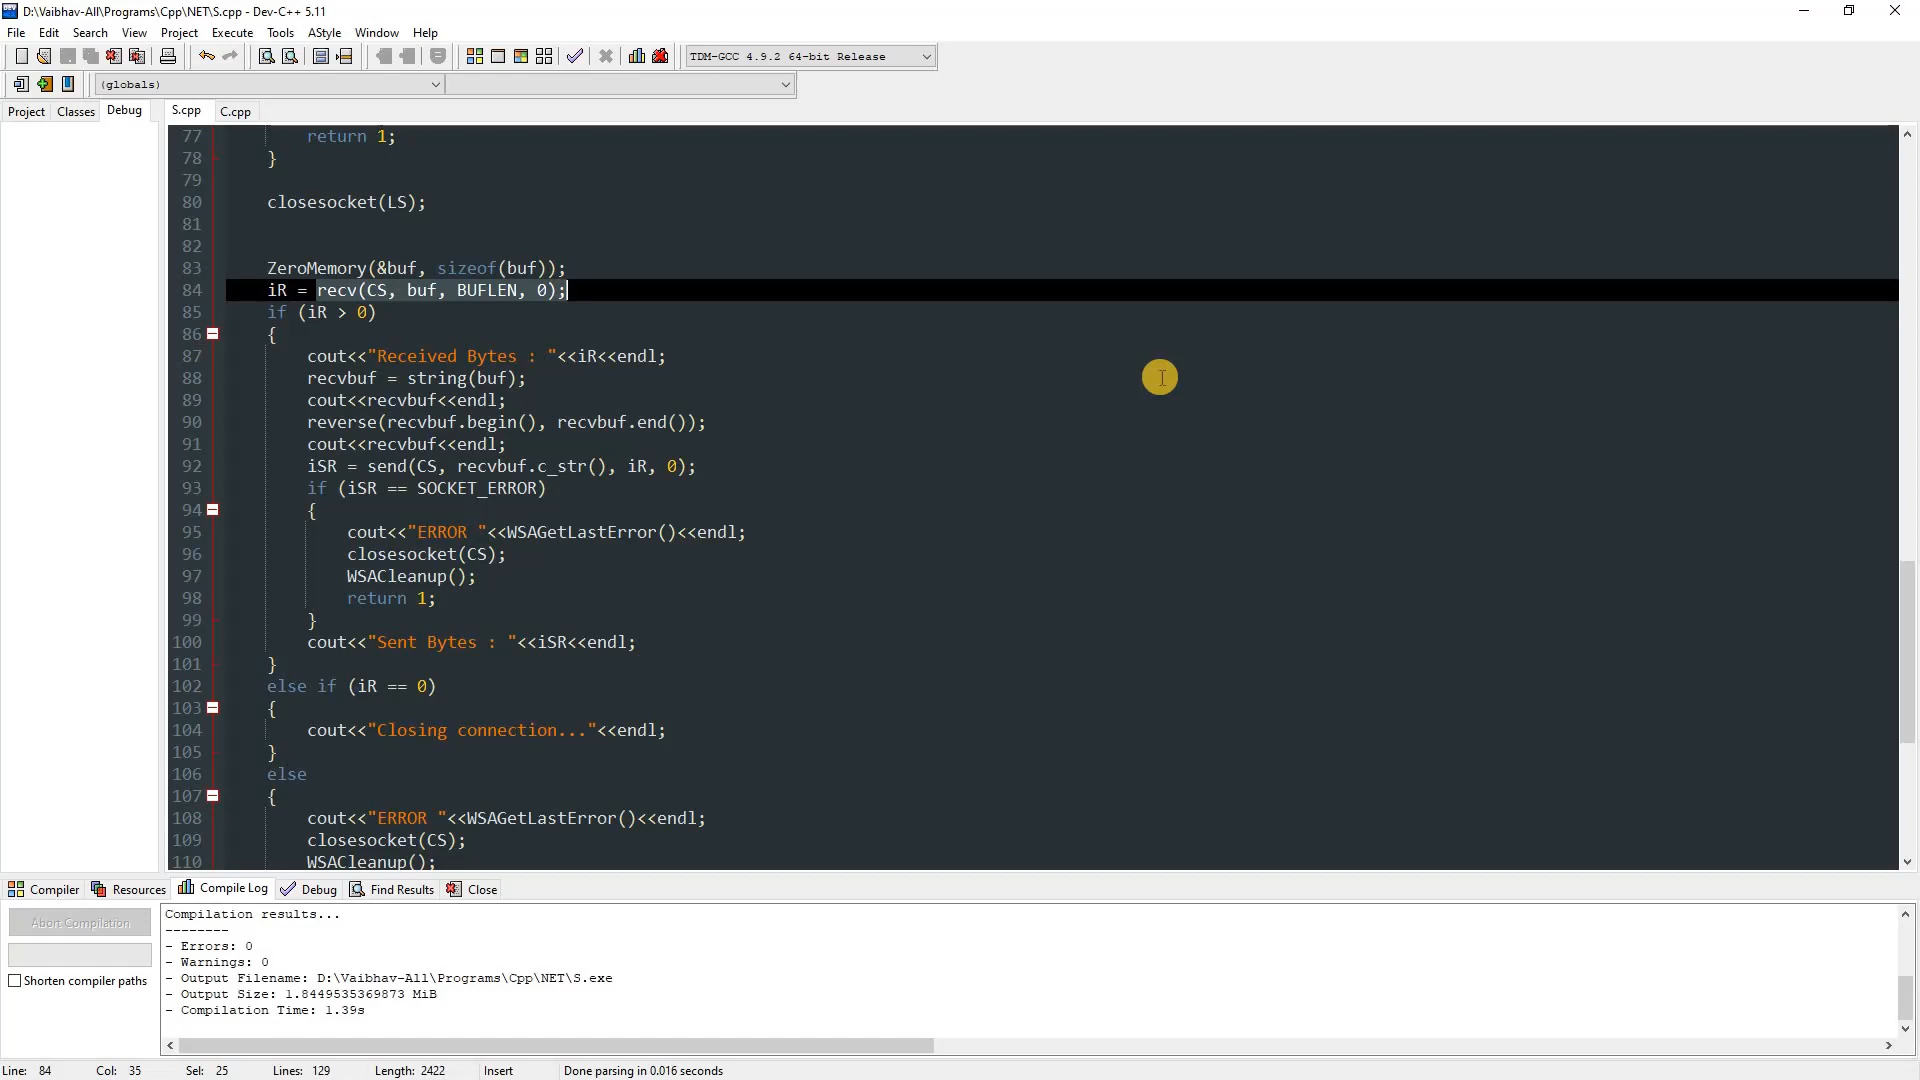 D:\Vaibhav-All\Programs\Cpp\NET\S.cpp - Dev-C++ 5.11
File Edit Search View Project Execute Tools AStyle Window Help
TDM-GCC 4.9.2 64-bit Release
(globals)
Project Classes Debug S.cpp C.cpp
77 return 1;
78 }
79
80 closesocket(LS);
81
82
83 ZeroMemory(&buf, sizeof(buf));
84 iR = recv(CS, buf, BUFLEN, 0);
85 if (iR > 0)
86 {
87 cout<<"Received Bytes : "<<iR<<endl;
88 recvbuf = string(buf);
89 cout<<recvbuf<<endl;
90 reverse(recvbuf.begin(), recvbuf.end());
91 cout<<recvbuf<<endl;
92 iSR = send(CS, recvbuf.c_str(), iR, 0);
93 if (iSR == SOCKET_ERROR)
94 {
95 cout<<"ERROR "<<WSAGetLastError()<<endl;
96 closesocket(CS);
97 WSACleanup();
98 return 1;
99 }
100 cout<<"Sent Bytes : "<<iSR<<endl;
101 }
102 else if (iR == 0)
103 {
104 cout<<"Closing connection..."<<endl;
105 }
106 else
107 {
108 cout<<"ERROR "<<WSAGetLastError()<<endl;
109 closesocket(CS);
110 WSACleanup();
Compiler Resources Compile Log Debug Find Results Close
Abort Compilation
Shorten compiler paths
Compilation results...
--------
- Errors: 0
- Warnings: 0
- Output Filename: D:\Vaibhav-All\Programs\Cpp\NET\S.exe
- Output Size: 1.8449535369873 MiB
- Compilation Time: 1.39s
Line: 84 Col: 35 Sel: 25 Lines: 129 Length: 2422 Insert Done parsing in 0.016 seconds